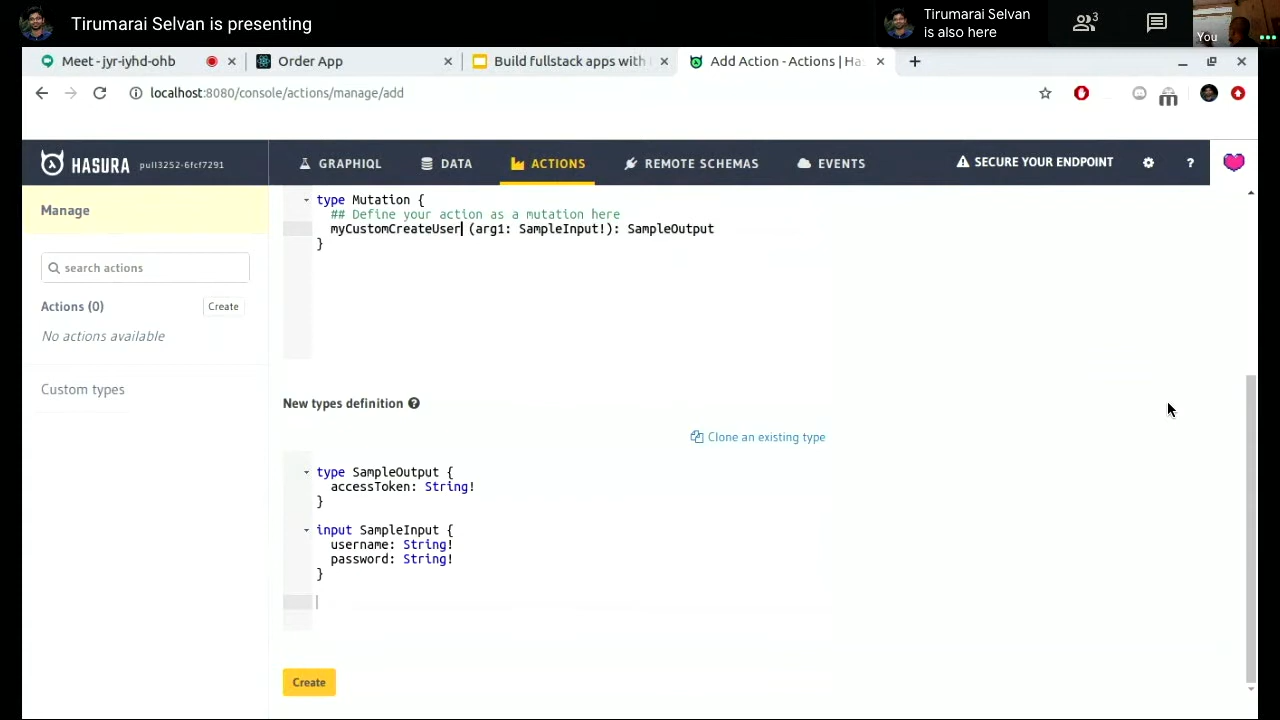 Tirumarai Selvan is presenting
Tirumarai Selvan
is also here
3
You
Meet - jyr-iyhd-ohb
Order App
Build fullstack apps with
Add Action - Actions | Has
localhost:8080/console/actions/manage/add
HASURA
pull3252-6fcf7291
GRAPHIQL
DATA
ACTIONS
REMOTE SCHEMAS
EVENTS
SECURE YOUR ENDPOINT
?
Manage
search actions
Actions (0)
Create
No actions available
Custom types
type Mutation {
## Define your action as a mutation here
myCustomCreateUser (arg1: SampleInput!): SampleOutput
}
New types definition ?
Clone an existing type
type SampleOutput {
accessToken: String!
}
input SampleInput {
username: String!
password: String!
}
Create